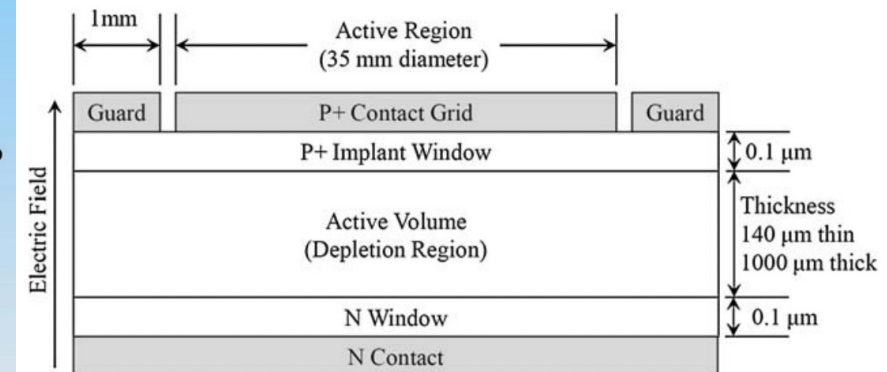 1mm
Active Region
(35 mm diameter)
Guard
P+ Contact Grid
Guard
P+ Implant Window
0.1 μm
Electric Field
Active Volume
(Depletion Region)
Thickness
140 μm thin
1000 μm thick
N Window
0.1 μm
N Contact